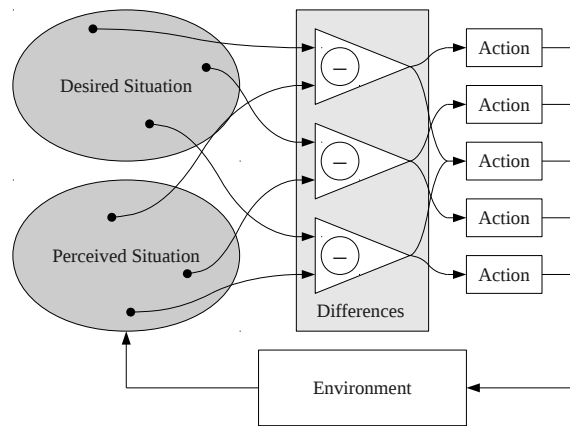 Desired Situation
Perceived Situation
−
−
−
Differences
Action
Action
Action
Action
Action
Environment